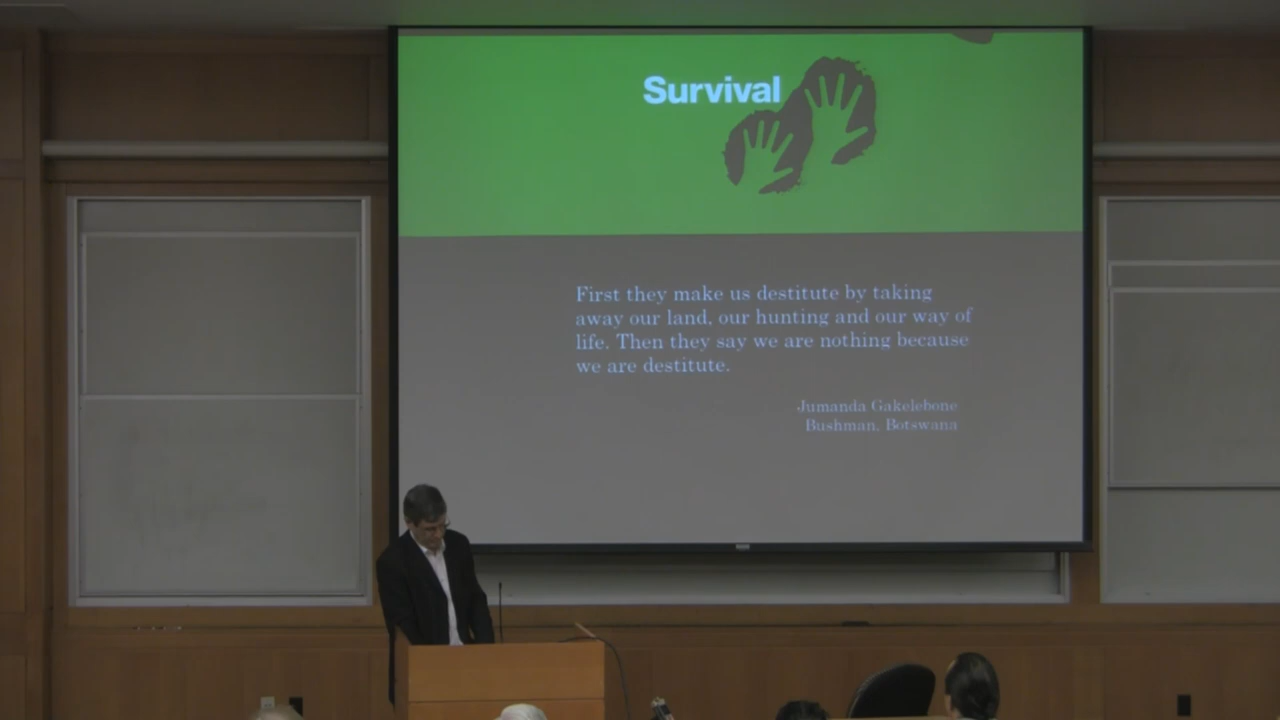 Survival
First they make us destitute by taking
away our land, our hunting and our way of
life. Then they say we are nothing because
we are destitute.
Jumanda Gakelebone
Bushman, Botswana